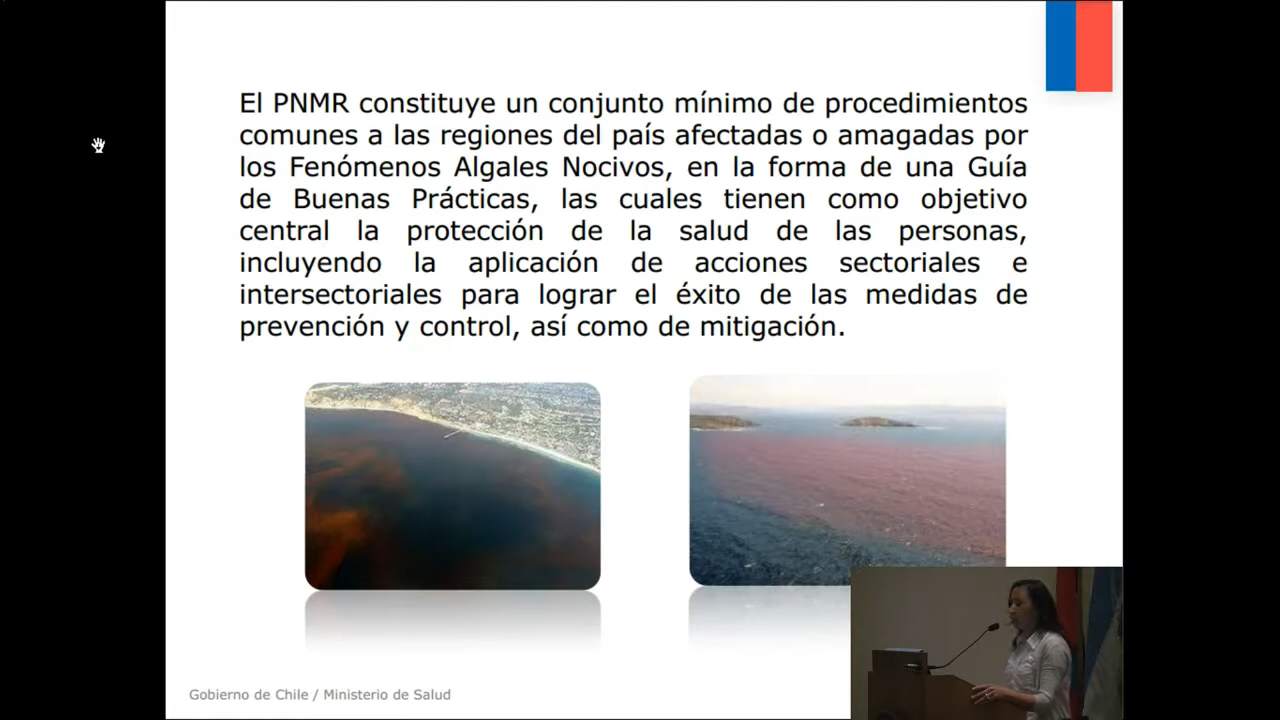 El PNMR constituye un conjunto mínimo de procedimientos
comunes a las regiones del país afectadas o amagadas por
los Fenómenos Algales Nocivos, en la forma de una Guía
de Buenas Prácticas, las cuales tienen como objetivo
central la protección de la salud de las personas,
incluyendo la aplicación de acciones sectoriales e
intersectoriales para lograr el éxito de las medidas de
prevención y control, así como de mitigación.
Gobierno de Chile / Ministerio de Salud